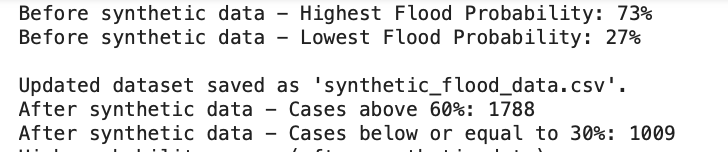 Before synthetic data – Highest Flood Probability: 73%
Before synthetic data – Lowest Flood Probability: 27%
Updated dataset saved as 'synthetic_flood_data.csv'.
After synthetic data – Cases above 60%: 1788
After synthetic data – Cases below or equal to 30%: 1009